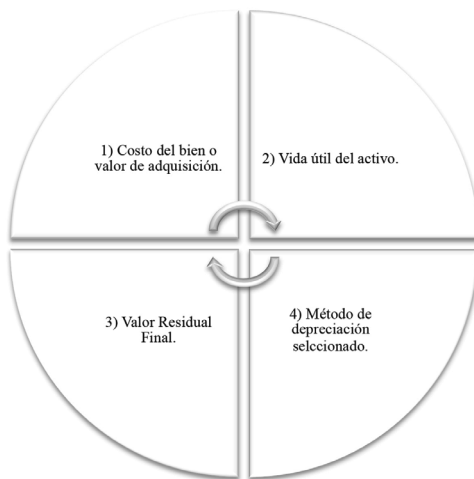 1) Costo del bien o
valor de adquisición.
2) Vida útil del activo.
3) Valor Residual
Final.
4) Método de
depreciación
selccionado.